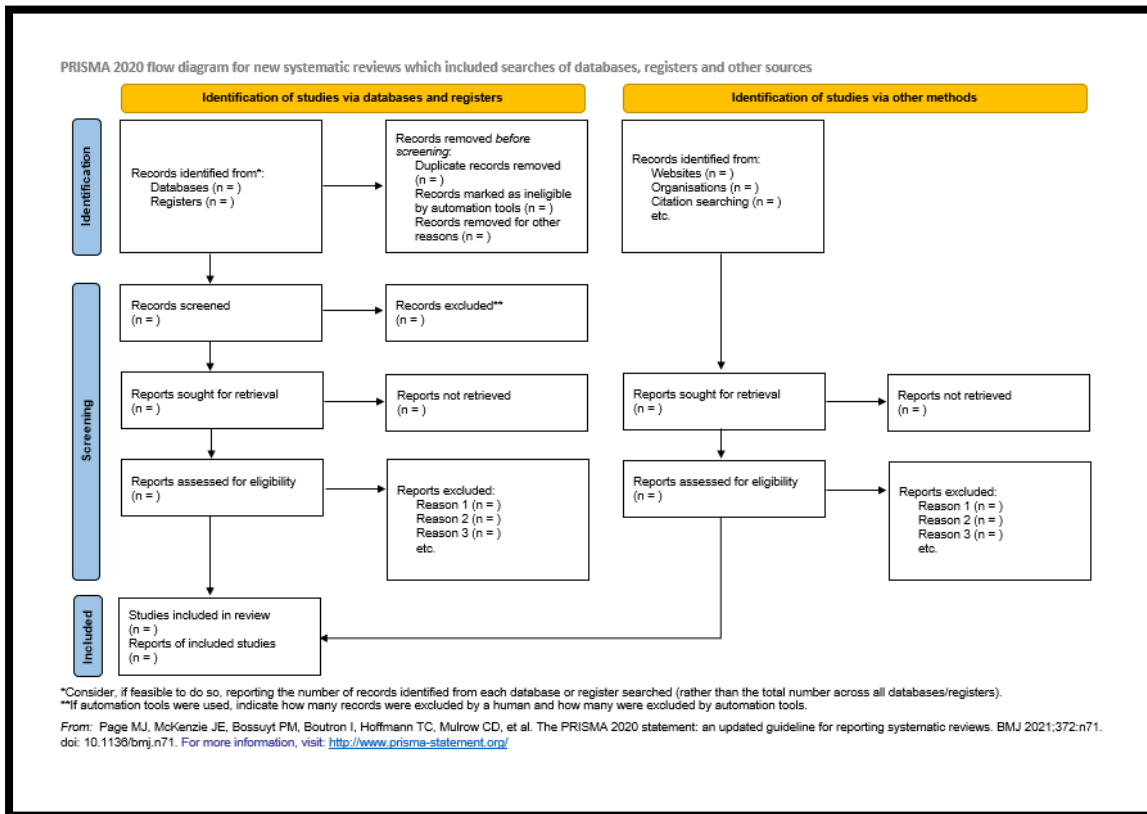 PRISMA 2020 flow diagram for new systematic reviews which included searches of databases, registers and other sources
Identification of studies via databases and registers
Identification of studies via other methods
Identification
Records identified from*:
Databases (n = )
Registers (n = )
Records removed before
screening:
Duplicate records removed
(n = )
Records marked as ineligible
by automation tools (n = )
Records removed for other
reasons (n = )
Records identified from:
Websites (n = )
Organisations (n = )
Citation searching (n = )
etc.
Screening
Records screened
(n = )
Records excluded**
(n = )
Reports sought for retrieval
(n = )
Reports not retrieved
(n = )
Reports sought for retrieval
(n = )
Reports not retrieved
(n = )
Reports assessed for eligibility
(n = )
Reports excluded:
Reason 1 (n = )
Reason 2 (n = )
Reason 3 (n = )
etc.
Reports assessed for eligibility
(n = )
Reports excluded:
Reason 1 (n = )
Reason 2 (n = )
Reason 3 (n = )
etc.
Included
Studies included in review
(n = )
Reports of included studies
(n = )
*Consider, if feasible to do so, reporting the number of records identified from each database or register searched (rather than the total number across all databases/registers).
**If automation tools were used, indicate how many records were excluded by a human and how many were excluded by automation tools.
From: Page MJ, McKenzie JE, Bossuyt PM, Boutron I, Hoffmann TC, Mulrow CD, et al. The PRISMA 2020 statement: an updated guideline for reporting systematic reviews. BMJ 2021;372:n71.
doi: 10.1136/bmj.n71. For more information, visit: http://www.prisma-statement.org/